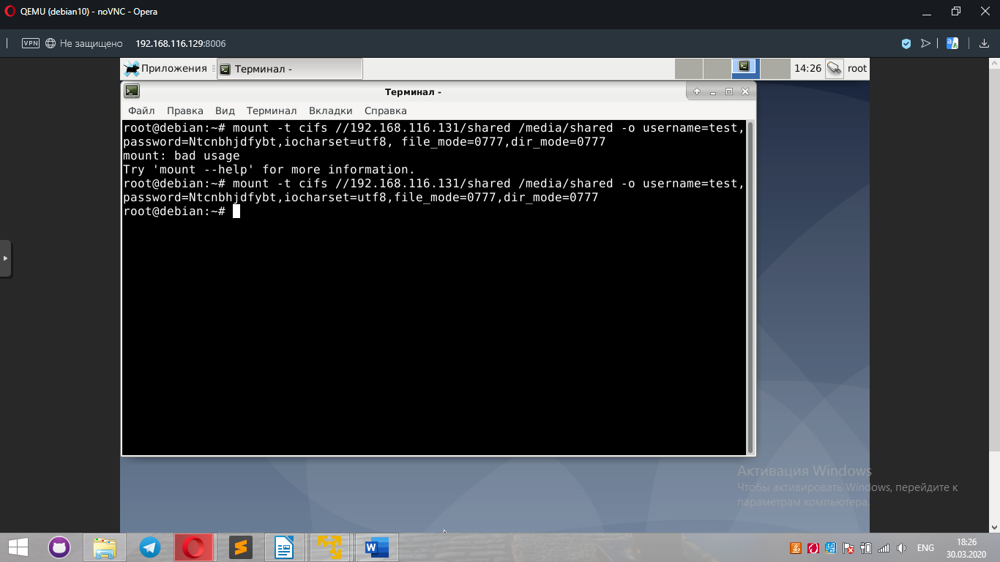 QEMU (debian10) - noVNC - Opera
VPN Не защищено 192.168.116.129:8006
Приложения Терминал - 14:26 root
Терминал -
Файл Правка Вид Терминал Вкладки Справка
root@debian:~# mount -t cifs //192.168.116.131/shared /media/shared -o username=test,
password=Ntcnbhjdfybt,iocharset=utf8, file_mode=0777,dir_mode=0777
mount: bad usage
Try 'mount --help' for more information.
root@debian:~# mount -t cifs //192.168.116.131/shared /media/shared -o username=test,
password=Ntcnbhjdfybt,iocharset=utf8,file_mode=0777,dir_mode=0777
root@debian:~#
Активация Windows
Чтобы активировать Windows, перейдите к
параметрам компьютера.
ENG 18:26
30.03.2020